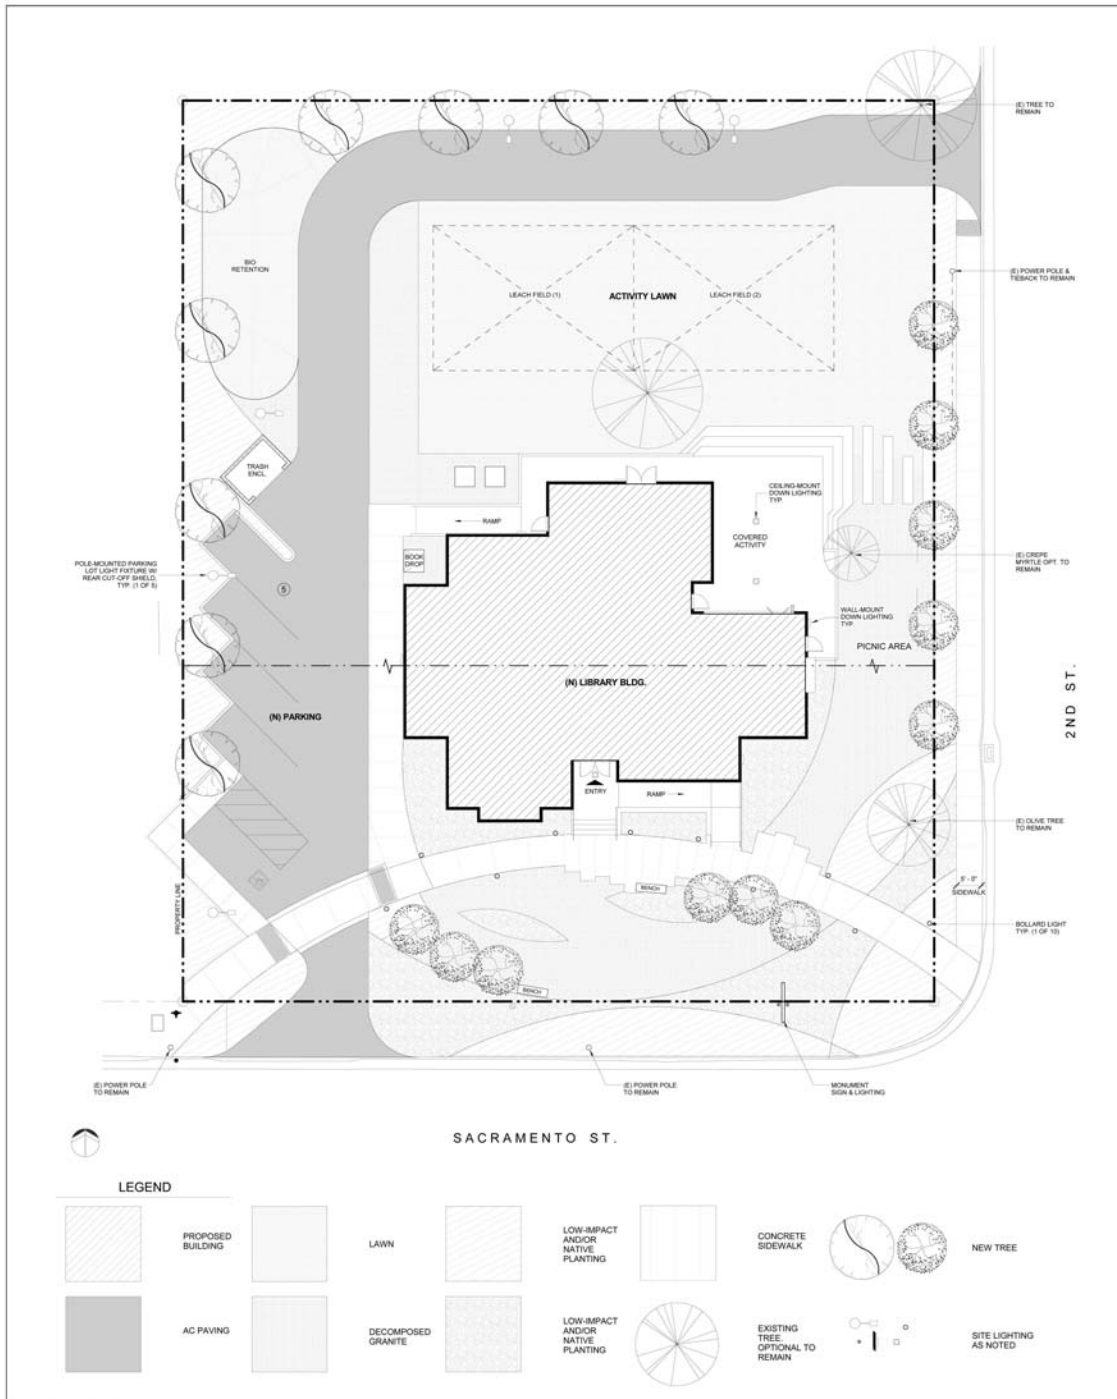 (E) TREE TO
REMAIN
BIO
RETENTION
(E) POWER POLE &
TIEBACK TO REMAIN
LEACH FIELD (1)
ACTIVITY LAWN
LEACH FIELD (2)
TRASH
ENCL.
CEILING-MOUNT
DOWN LIGHTING
TYP.
RAMP
COVERED
ACTIVITY
BOOK
DROP
(E) CREPE
MYRTLE OPT. TO
REMAIN
POLE-MOUNTED PARKING
LOT LIGHT FIXTURE W/
REAR CUT-OFF SHIELD,
TYP. (1 OF 5)
5
WALL-MOUNT
DOWN LIGHTING
TYP.
PICNIC AREA
(N) LIBRARY BLDG.
2ND ST.
(N) PARKING
ENTRY
RAMP
(E) OLIVE TREE
TO REMAIN
BENCH
5' - 0"
SIDEWALK
PROPERTY LINE
BOLLARD LIGHT
TYP. (1 OF 10)
BENCH
(E) POWER POLE
TO REMAIN
(E) POWER POLE
TO REMAIN
MONUMENT
SIGN & LIGHTING
SACRAMENTO ST.
LEGEND
PROPOSED
BUILDING
LAWN
LOW-IMPACT
AND/OR
NATIVE
PLANTING
CONCRETE
SIDEWALK
NEW TREE
AC PAVING
DECOMPOSED
GRANITE
LOW-IMPACT
AND/OR
NATIVE
PLANTING
EXISTING
TREE.
OPTIONAL TO
REMAIN
SITE LIGHTING
AS NOTED